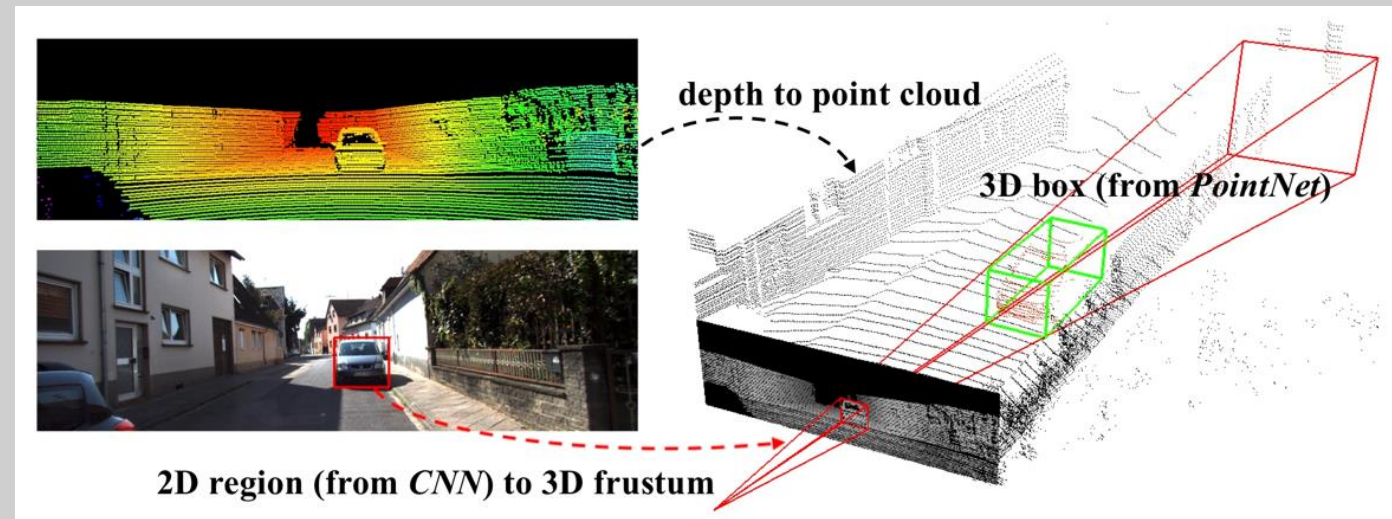 depth to point cloud
3D box (from PointNet)
2D region (from CNN) to 3D frustum